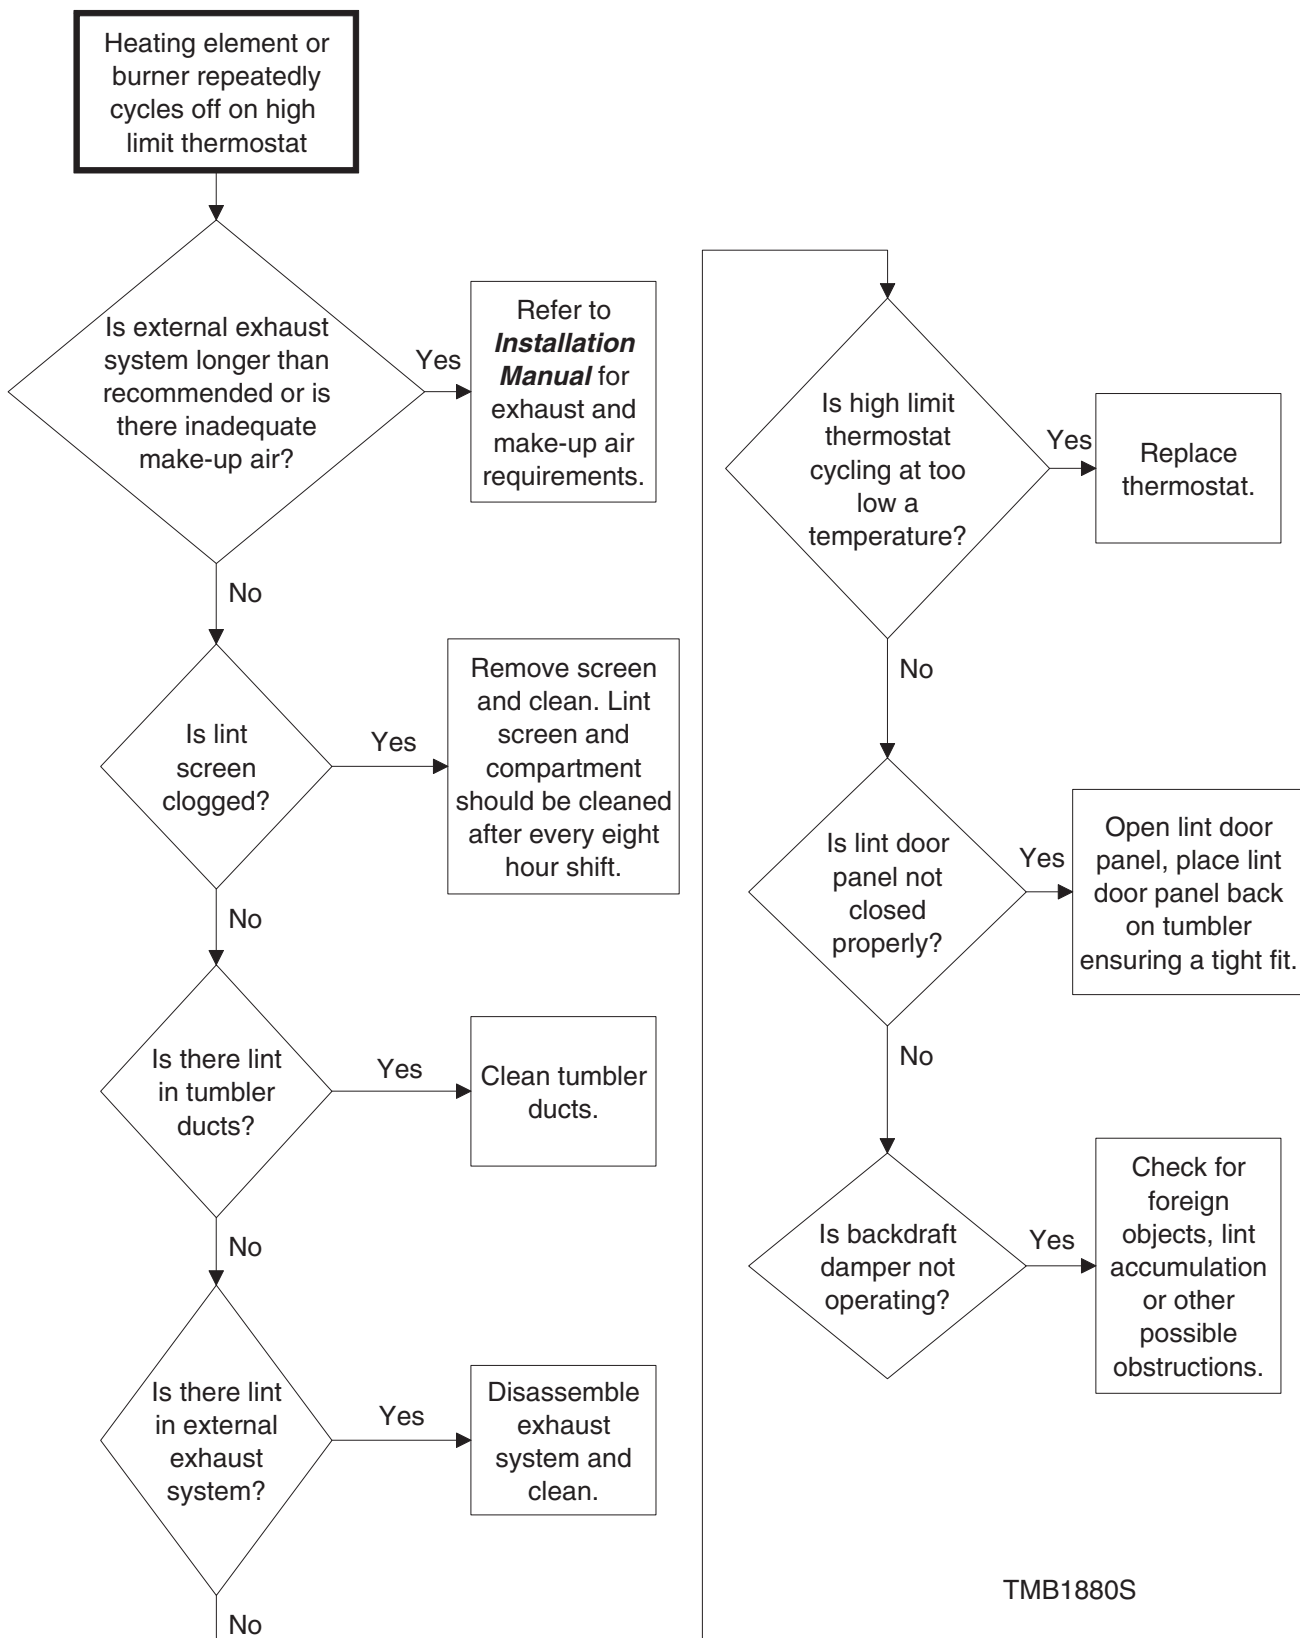 Heating element or
burner repeatedly
cycles off on high
limit thermostat
Is external exhaust
system longer than
recommended or is
there inadequate
make-up air?
Yes
Refer to
Installation
Manual for
exhaust and
make-up air
requirements.
No
Is lint
screen
clogged?
Yes
Remove screen
and clean. Lint
screen and
compartment
should be cleaned
after every eight
hour shift.
No
Is there lint
in tumbler
ducts?
Yes
Clean tumbler
ducts.
No
Is there lint
in external
exhaust
system?
Yes
Disassemble
exhaust
system and
clean.
No
Is high limit
thermostat
cycling at too
low a
temperature?
Yes
Replace
thermostat.
No
Is lint door
panel not
closed
properly?
Yes
Open lint door
panel, place lint
door panel back
on tumbler
ensuring a tight fit.
No
Is backdraft
damper not
operating?
Yes
Check for
foreign
objects, lint
accumulation
or other
possible
obstructions.
TMB1880S